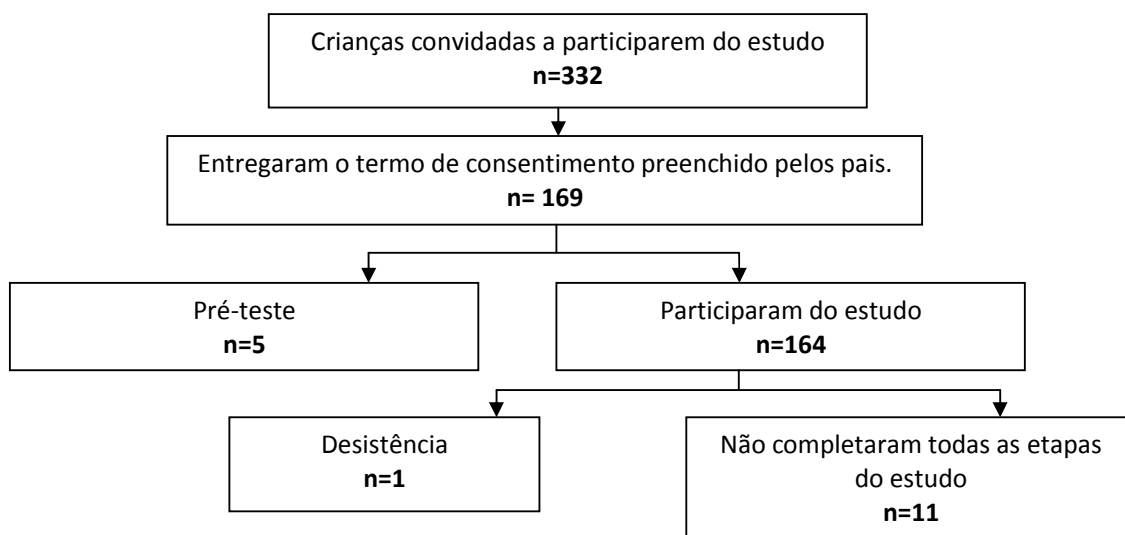 Crianças convidadas a participarem do estudo
n=332
Entregaram o termo de consentimento preenchido pelos pais.
n= 169
Pré-teste
n=5
Participaram do estudo
n=164
Desistência
n=1
Não completaram todas as etapas
do estudo
n=11